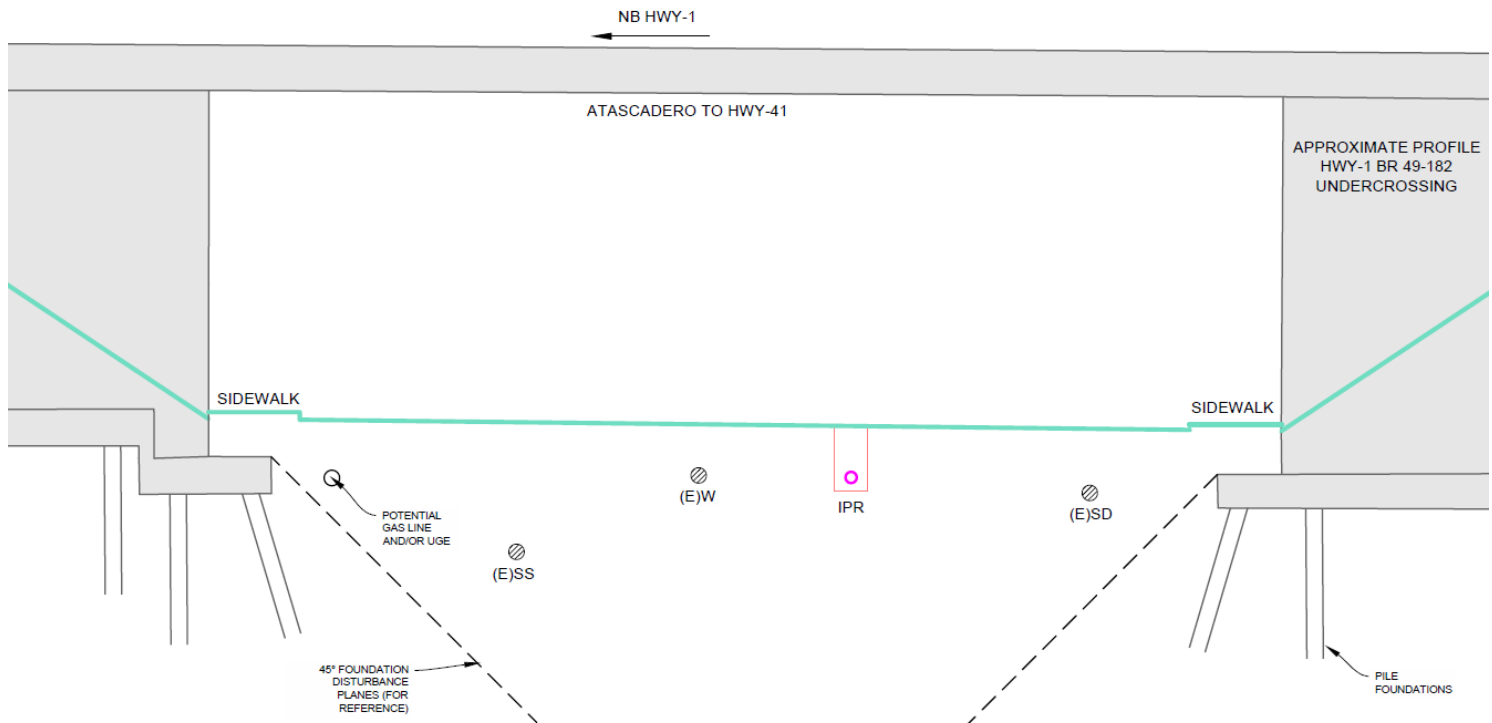 NB HWY-1
ATASCADERO TO HWY-41
APPROXIMATE PROFILE
HWY-1 BR 49-182
UNDERCROSSING
SIDEWALK
SIDEWALK
(E)W
IPR
(E)SD
POTENTIAL
GAS LINE
AND/OR UGE
(E)SS
45° FOUNDATION
DISTURBANCE
PLANES (FOR
REFERENCE)
PILE
FOUNDATIONS